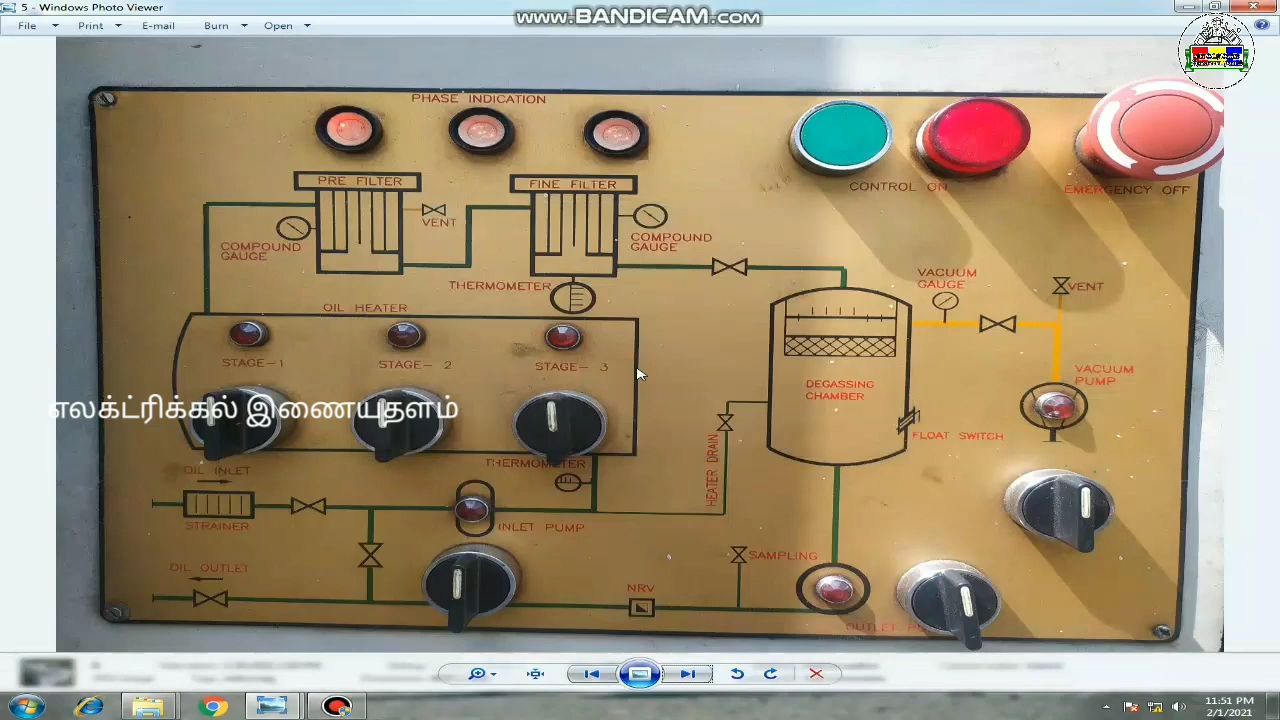 5 - Windows Photo Viewer
www.BANDICAM.com
File Print E-mail Burn Open
PHASE INDICATION
CONTROL ON
EMERGENCY OFF
PRE FILTER
FINE FILTER
VENT
COMPOUND GAUGE
COMPOUND GAUGE
THERMOMETER
VACUUM GAUGE
VENT
OIL HEATER
STAGE-1
STAGE- 2
STAGE- 3
VACUUM PUMP
DEGASSING CHAMBER
எலக்ட்ரிக்கல் இணையதளம்
FLOAT SWITCH
HEATER DRAIN
THERMOMETER
OIL INLET
STRAINER
INLET PUMP
SAMPLING
OIL OUTLET
NRV
OUTLET
11:51 PM
2/1/2021